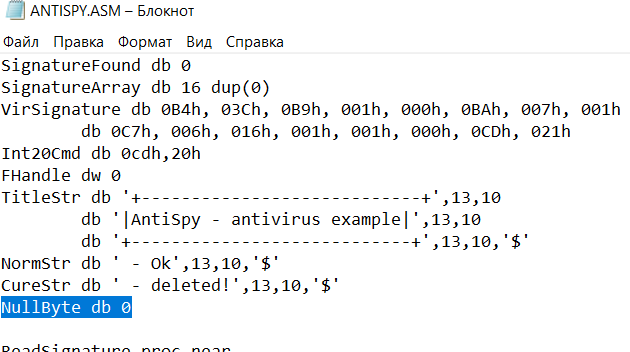 ANTISPY.ASM – Блокнот
Файл Правка Формат Вид Справка
SignatureFound db 0
SignatureArray db 16 dup(0)
VirSignature db 0B4h, 03Ch, 0B9h, 001h, 000h, 0BAh, 007h, 001h
db 0C7h, 006h, 016h, 001h, 001h, 000h, 0CDh, 021h
Int20Cmd db 0cdh,20h
FHandle dw 0
TitleStr db '+----------------------------+',13,10
db '|AntiSpy - antivirus example|',13,10
db '+---------------------------+',13,10,'$'
NormStr db ' - Ok',13,10,'$'
CureStr db ' - deleted!',13,10,'$'
NullByte db 0
ReadSignature proc near